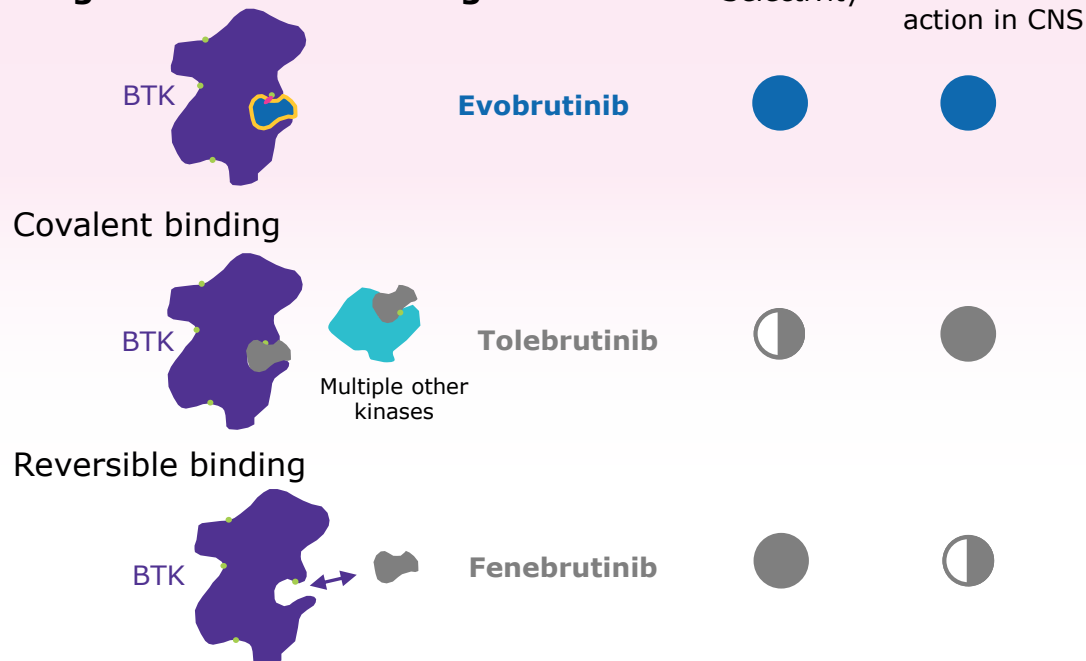 action in CNS
BTK
Evobrutinib
Covalent binding
BTK
Tolebrutinib
Multiple other
kinases
Reversible binding
BTK
Fenebrutinib